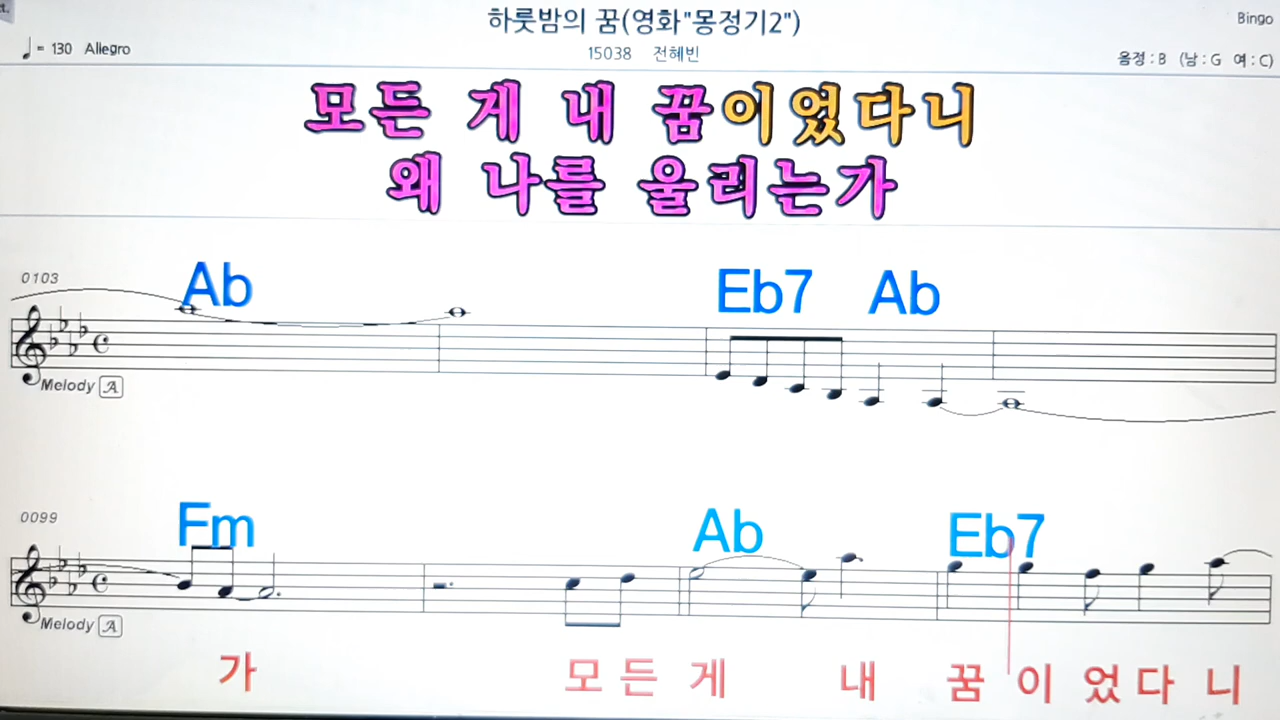 하룻밤의 꿈(영화"몽정기2")
Bingo
♩= 130 Allegro
15038 전혜빈
음정 : B (남 : G 여 : C)
모든 게 내 꿈이었다니
왜 나를 울리는가
0103
Ab Eb7 Ab
Melody A
0099
Fm Ab Eb7
Melody A
가 모 든 게 내 꿈 이 었 다 니